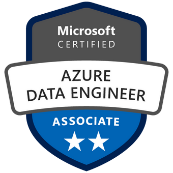 Microsoft
CERTIFIED
AZURE
DATA ENGINEER
ASSOCIATE